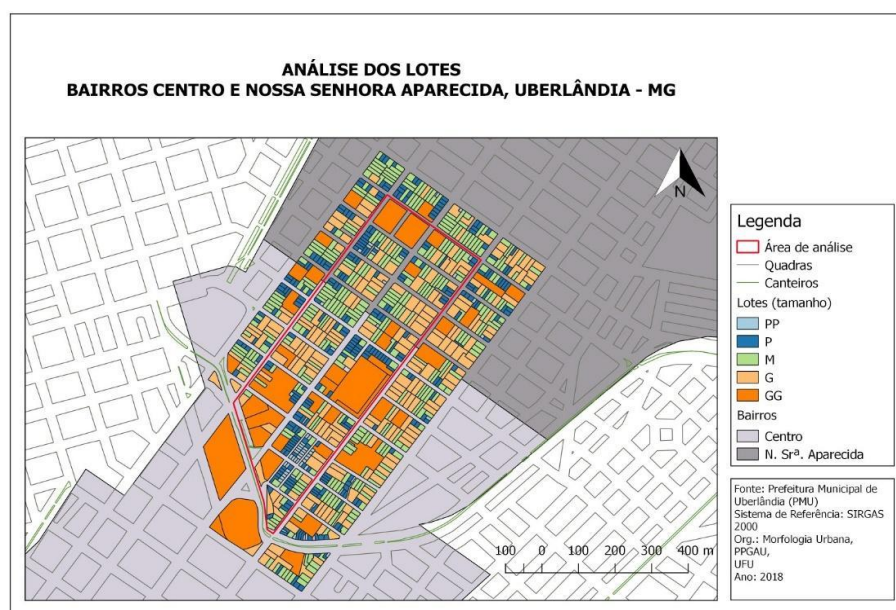 ANÁLISE DOS LOTES
BAIRROS CENTRO E NOSSA SENHORA APARECIDA, UBERLÂNDIA - MG
N
100 0 100 200 300 400 m
Legenda
Área de análise
Quadras
Canteiros
Lotes (tamanho)
PP
P
M
G
GG
Bairros
Centro
N. Srª. Aparecida
Fonte: Prefeitura Municipal de
Uberlândia (PMU)
Sistema de Referência: SIRGAS
2000
Org.: Morfologia Urbana,
PPGAU,
UFU
Ano: 2018